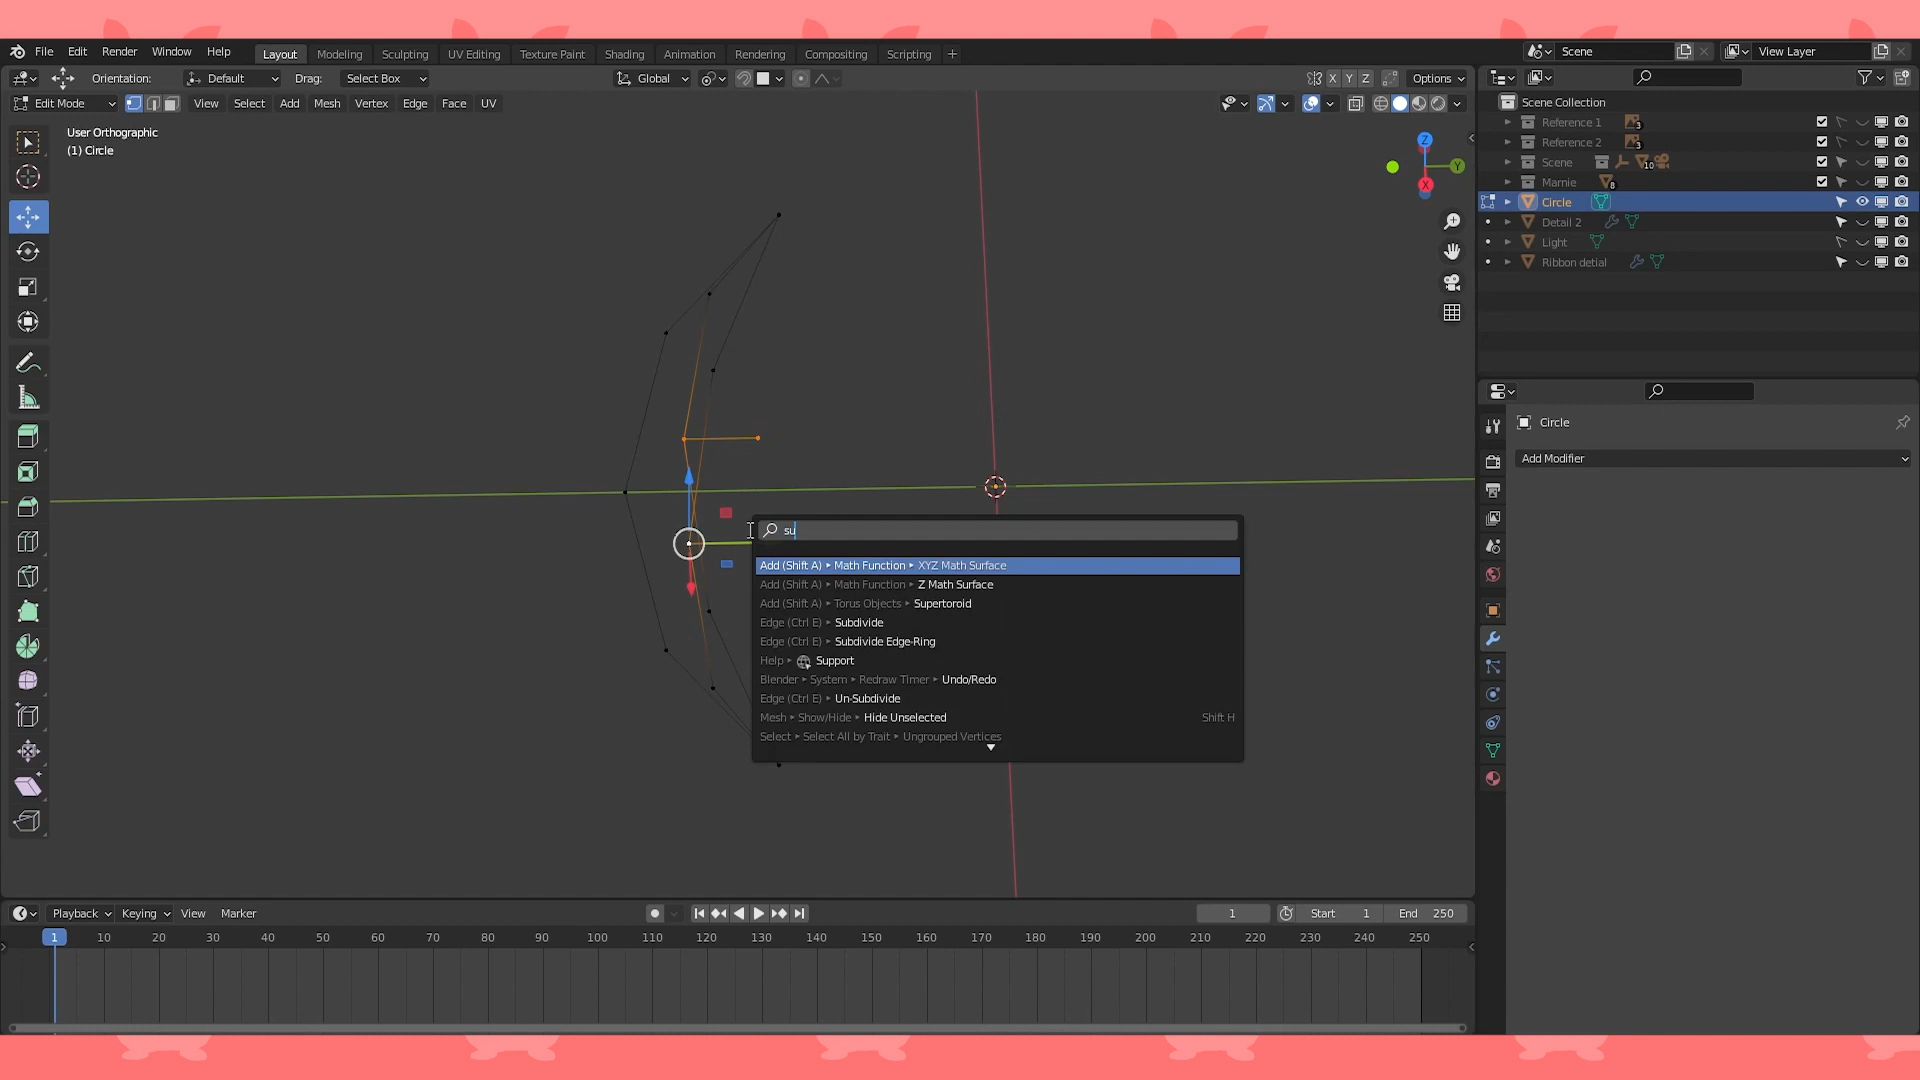 File Edit Render Window Help Layout Modeling Sculpting UV Editing Texture Paint Shading Animation Rendering Compositing Scripting + Scene View Layer
Orientation: Default Drag: Select Box Global X Y Z Options
Edit Mode View Select Add Mesh Vertex Edge Face UV
User Orthographic
(1) Circle
Z
Y
X
Scene Collection
Reference 1 3
Reference 2 3
Scene 10
Marnie 8
Circle
Detail 2
Light
Ribbon detial
Circle
Add Modifier
su
Add (Shift A) ▸ Math Function ▸ XYZ Math Surface
Add (Shift A) ▸ Math Function ▸ Z Math Surface
Add (Shift A) ▸ Torus Objects ▸ Supertoroid
Edge (Ctrl E) ▸ Subdivide
Edge (Ctrl E) ▸ Subdivide Edge-Ring
Help ▸ Support
Blender ▸ System ▸ Redraw Timer ▸ Undo/Redo
Edge (Ctrl E) ▸ Un-Subdivide
Mesh ▸ Show/Hide ▸ Hide Unselected Shift H
Select ▸ Select All by Trait ▸ Ungrouped Vertices
Playback Keying View Marker 1 Start 1 End 250
1 10 20 30 40 50 60 70 80 90 100 110 120 130 140 150 160 170 180 190 200 210 220 230 240 250